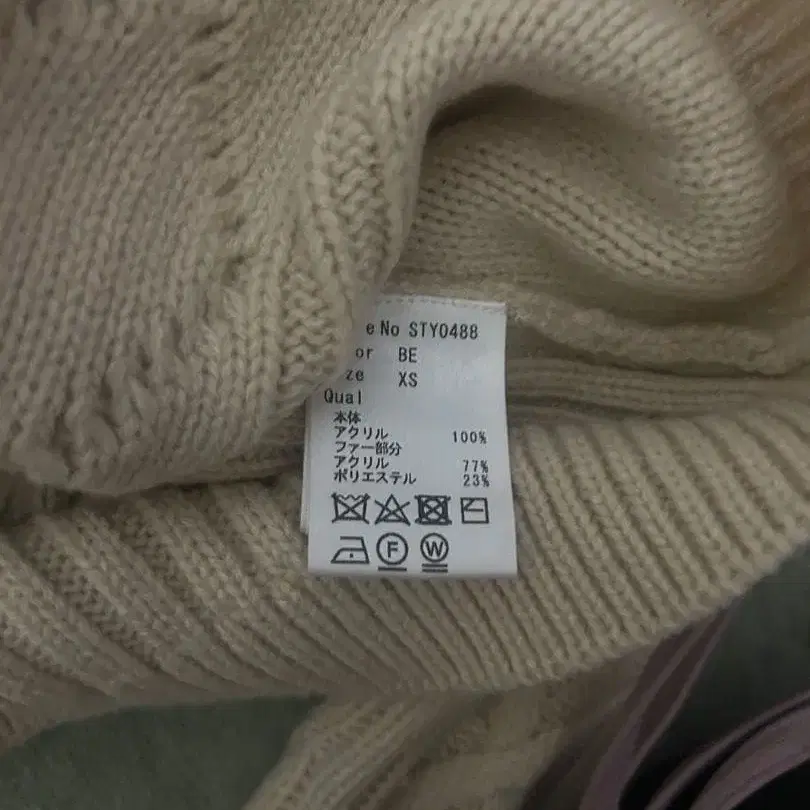 e No STY0488
or BE
ze XS
Qual
本体
アクリル 100%
ファー部分
アクリル 77%
ポリエステル 23%
F W